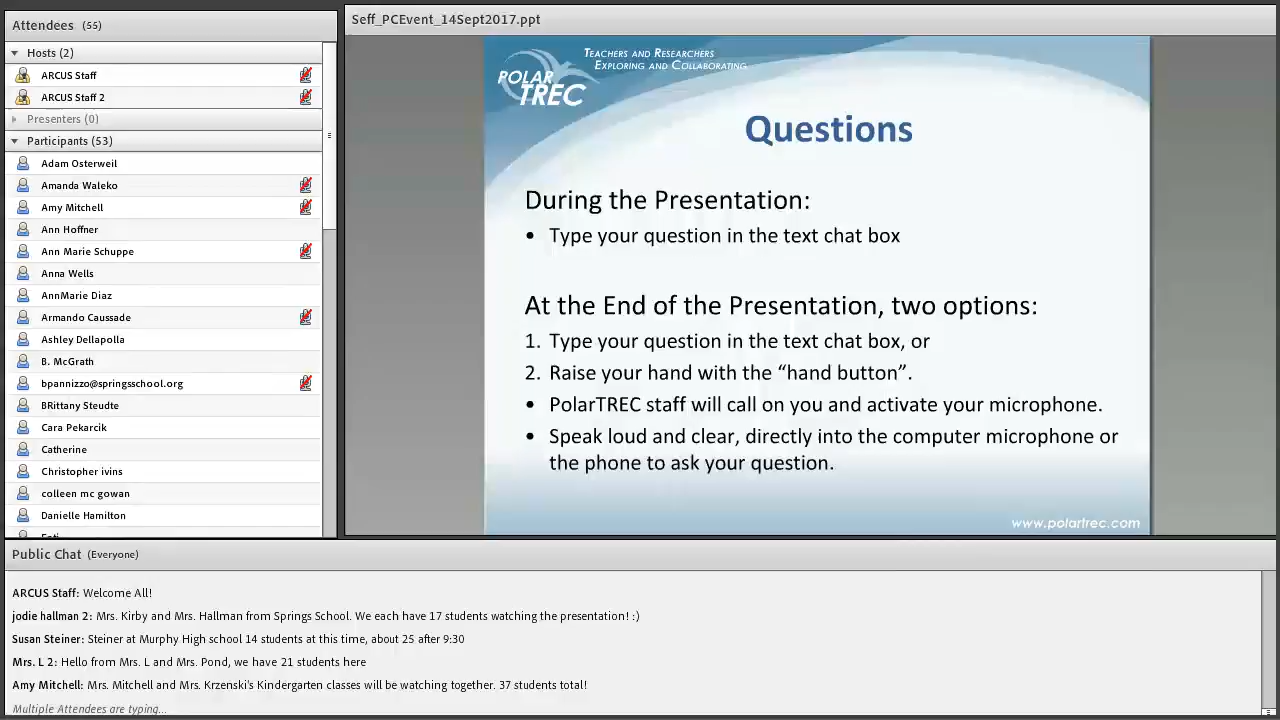 Attendees (55)
Hosts (2)
ARCUS Staff
ARCUS Staff 2
Presenters (0)
Participants (53)
Adam Osterweil
Amanda Waleko
Amy Mitchell
Ann Hoffner
Ann Marie Schuppe
Anna Wells
AnnMarie Diaz
Armando Caussade
Ashley Dellapolla
B. McGrath
bpannizzo@springsschool.org
BRittany Steudte
Cara Pekarcik
Catherine
Christopher ivins
colleen mc gowan
Danielle Hamilton
Seff_PCEvent_14Sept2017.ppt
TEACHERS AND RESEARCHERS
EXPLORING AND COLLABORATING
POLAR
TREC
Questions
During the Presentation:
• Type your question in the text chat box
At the End of the Presentation, two options:
1. Type your question in the text chat box, or
2. Raise your hand with the “hand button”.
• PolarTREC staff will call on you and activate your microphone.
• Speak loud and clear, directly into the computer microphone or
the phone to ask your question.
www.polartrec.com
Public Chat (Everyone)
ARCUS Staff: Welcome All!
jodie hallman 2: Mrs. Kirby and Mrs. Hallman from Springs School. We each have 17 students watching the presentation! :)
Susan Steiner: Steiner at Murphy High school 14 students at this time, about 25 after 9:30
Mrs. L 2: Hello from Mrs. L and Mrs. Pond, we have 21 students here
Amy Mitchell: Mrs. Mitchell and Mrs. Krzenski's Kindergarten classes will be watching together. 37 students total!
Multiple Attendees are typing...